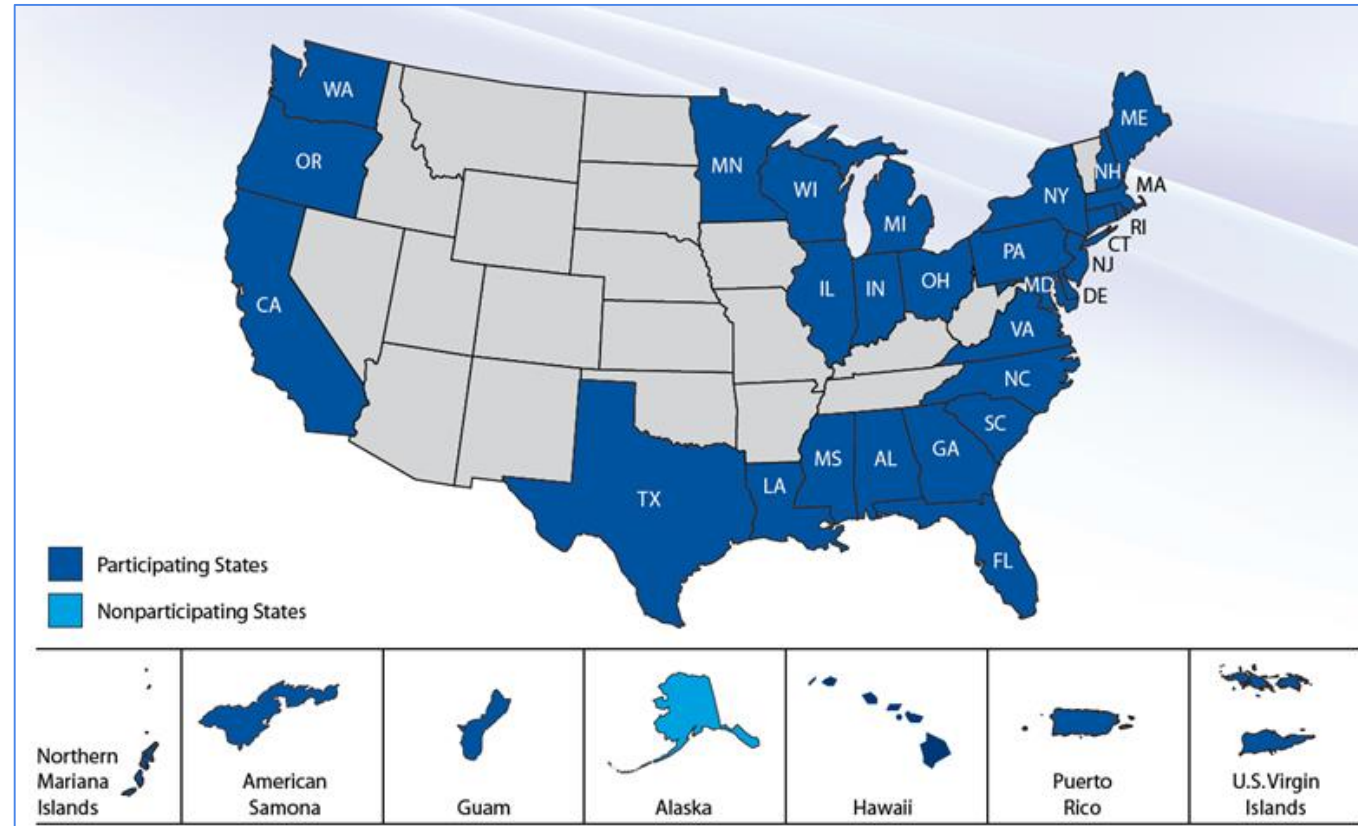 WA
ME
OR
MN
NH
WI
NY
MA
MI
RI
CT
PA
NJ
CA
IL
IN
OH
MD
DE
VA
NC
SC
MS
AL
GA
LA
TX
FL
Participating States
Nonparticipating States
Northern
Mariana
Islands
American
Samona
Guam
Alaska
Hawaii
Puerto
Rico
U.S.Virgin
Islands